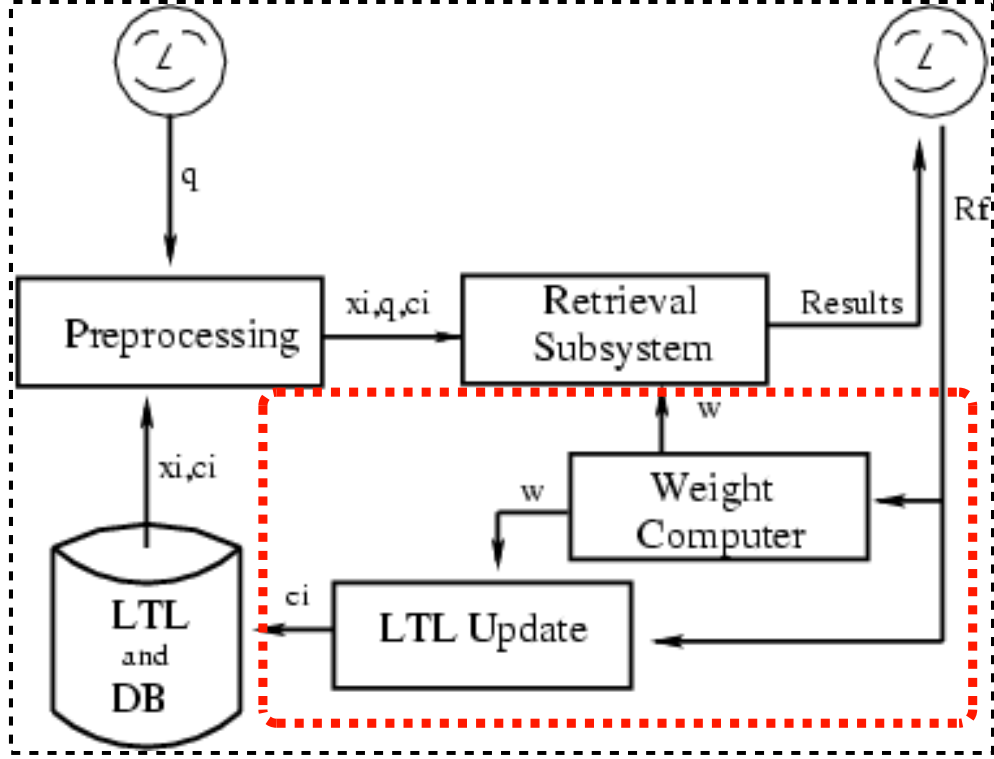 q
Rf
xi,q,ci
Retrieval
Subsystem
Results
Preprocessing
w
xi,ci
w
Weight
Computer
ci
LTL Update
LTL
and
DB